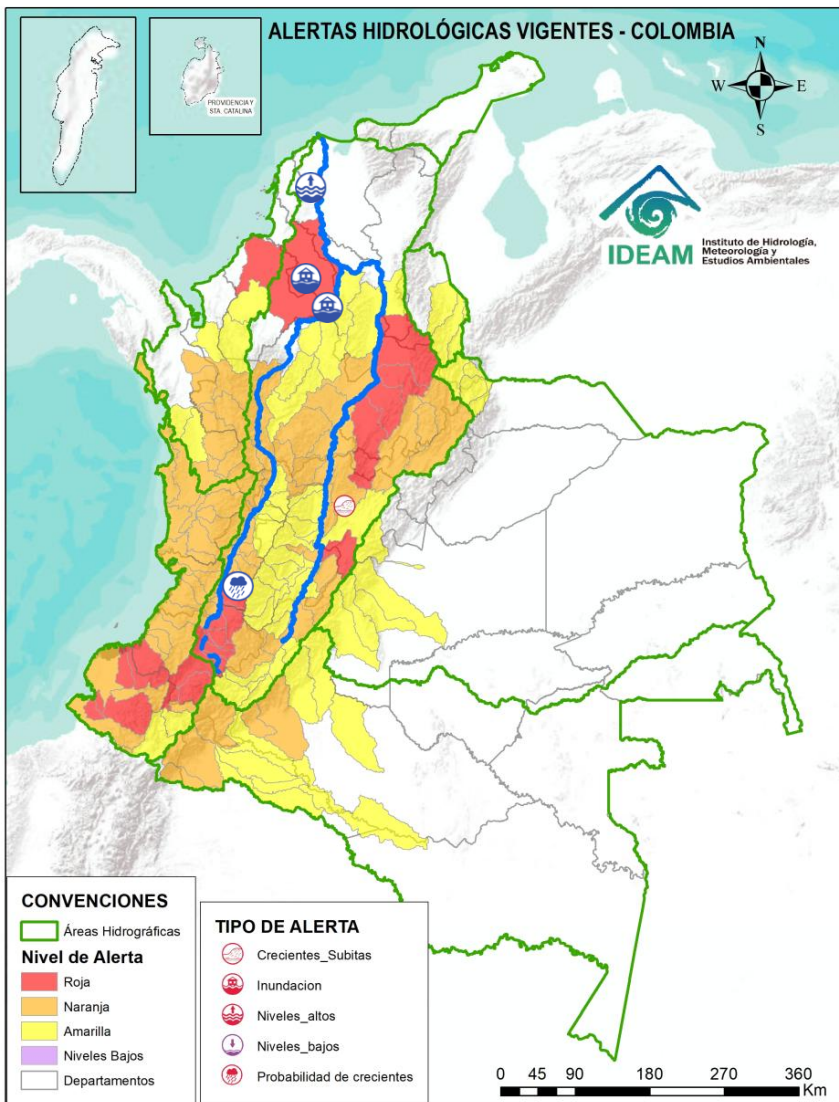 ALERTAS HIDROLÓGICAS VIGENTES - COLOMBIA
PROVIDENCIA Y
STA. CATALINA
N
W
E
S
IDEAM
Instituto de Hidrología,
Meteorología y
Estudios Ambientales
CONVENCIONES
Áreas Hidrográficas
Nivel de Alerta
Roja
Naranja
Amarilla
Niveles Bajos
Departamentos
TIPO DE ALERTA
Crecientes_Subitas
Inundacion
Niveles_altos
Niveles_bajos
Probabilidad de crecientes
0 45 90 180 270 360
Km